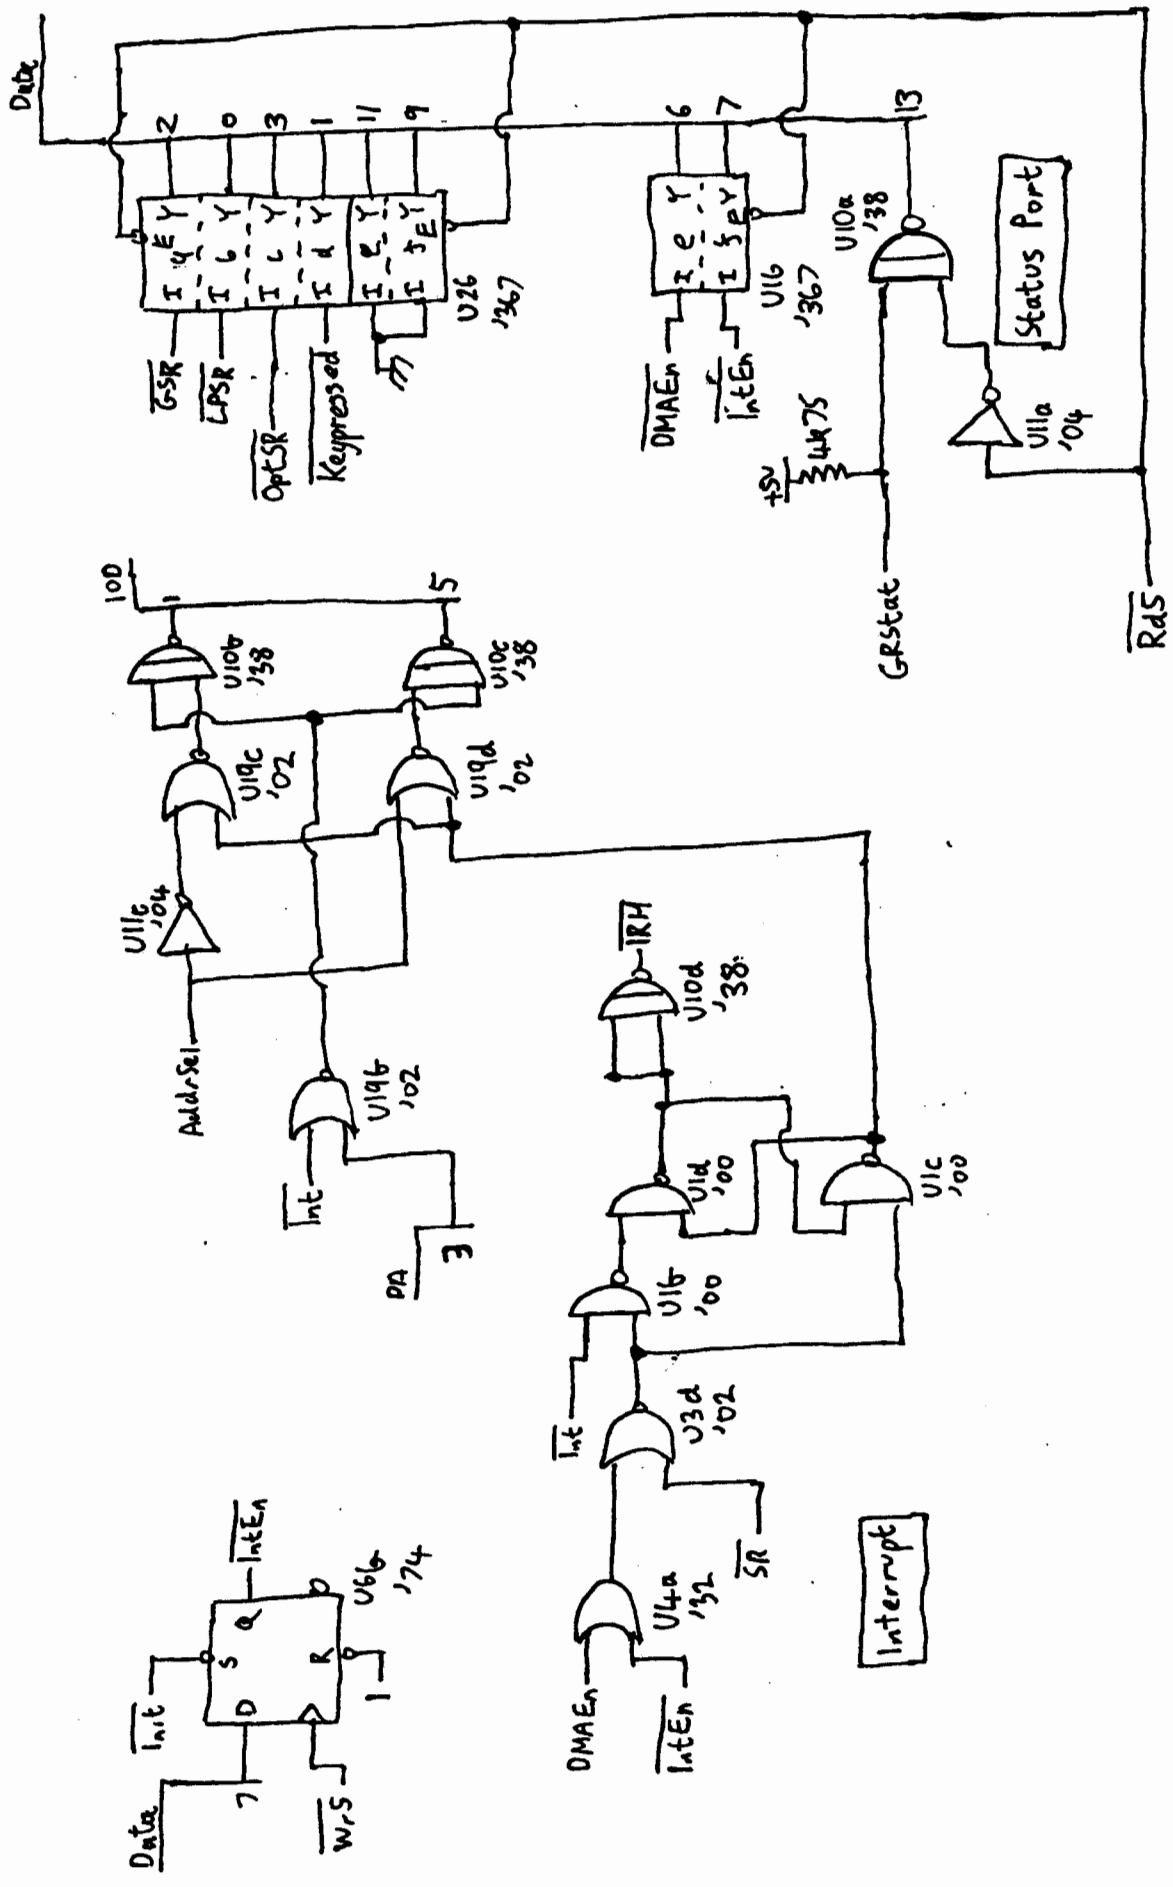 Data
7
WrS
Init
D
S
Q
R
1
IntEn
U6b
'74
DMAEn
IntEn
U4a
'32
SR
U3d
'02
Int
U1b
'00
U1d
'00
U1c
'00
U10d
'38
IRH
Interrupt
PA
3
Int
U19b
'02
AddrSel
U11c
'04
U19c
'02
U19d
'02
U10b
'38
U10c
'38
IOD
1
5
Data
GSR
LPSR
OptSR
Keypressed
I a Y
E
I b Y
I c Y
I d Y
I e Y
I f Y
E
2
0
3
1
11
9
U26
'367
DMAEn
IntEn
I e Y
I f Y
E
6
7
U16
'367
+5V
4k75
GRStat
U10a
'38
13
U11a
'04
RdS
Status Port